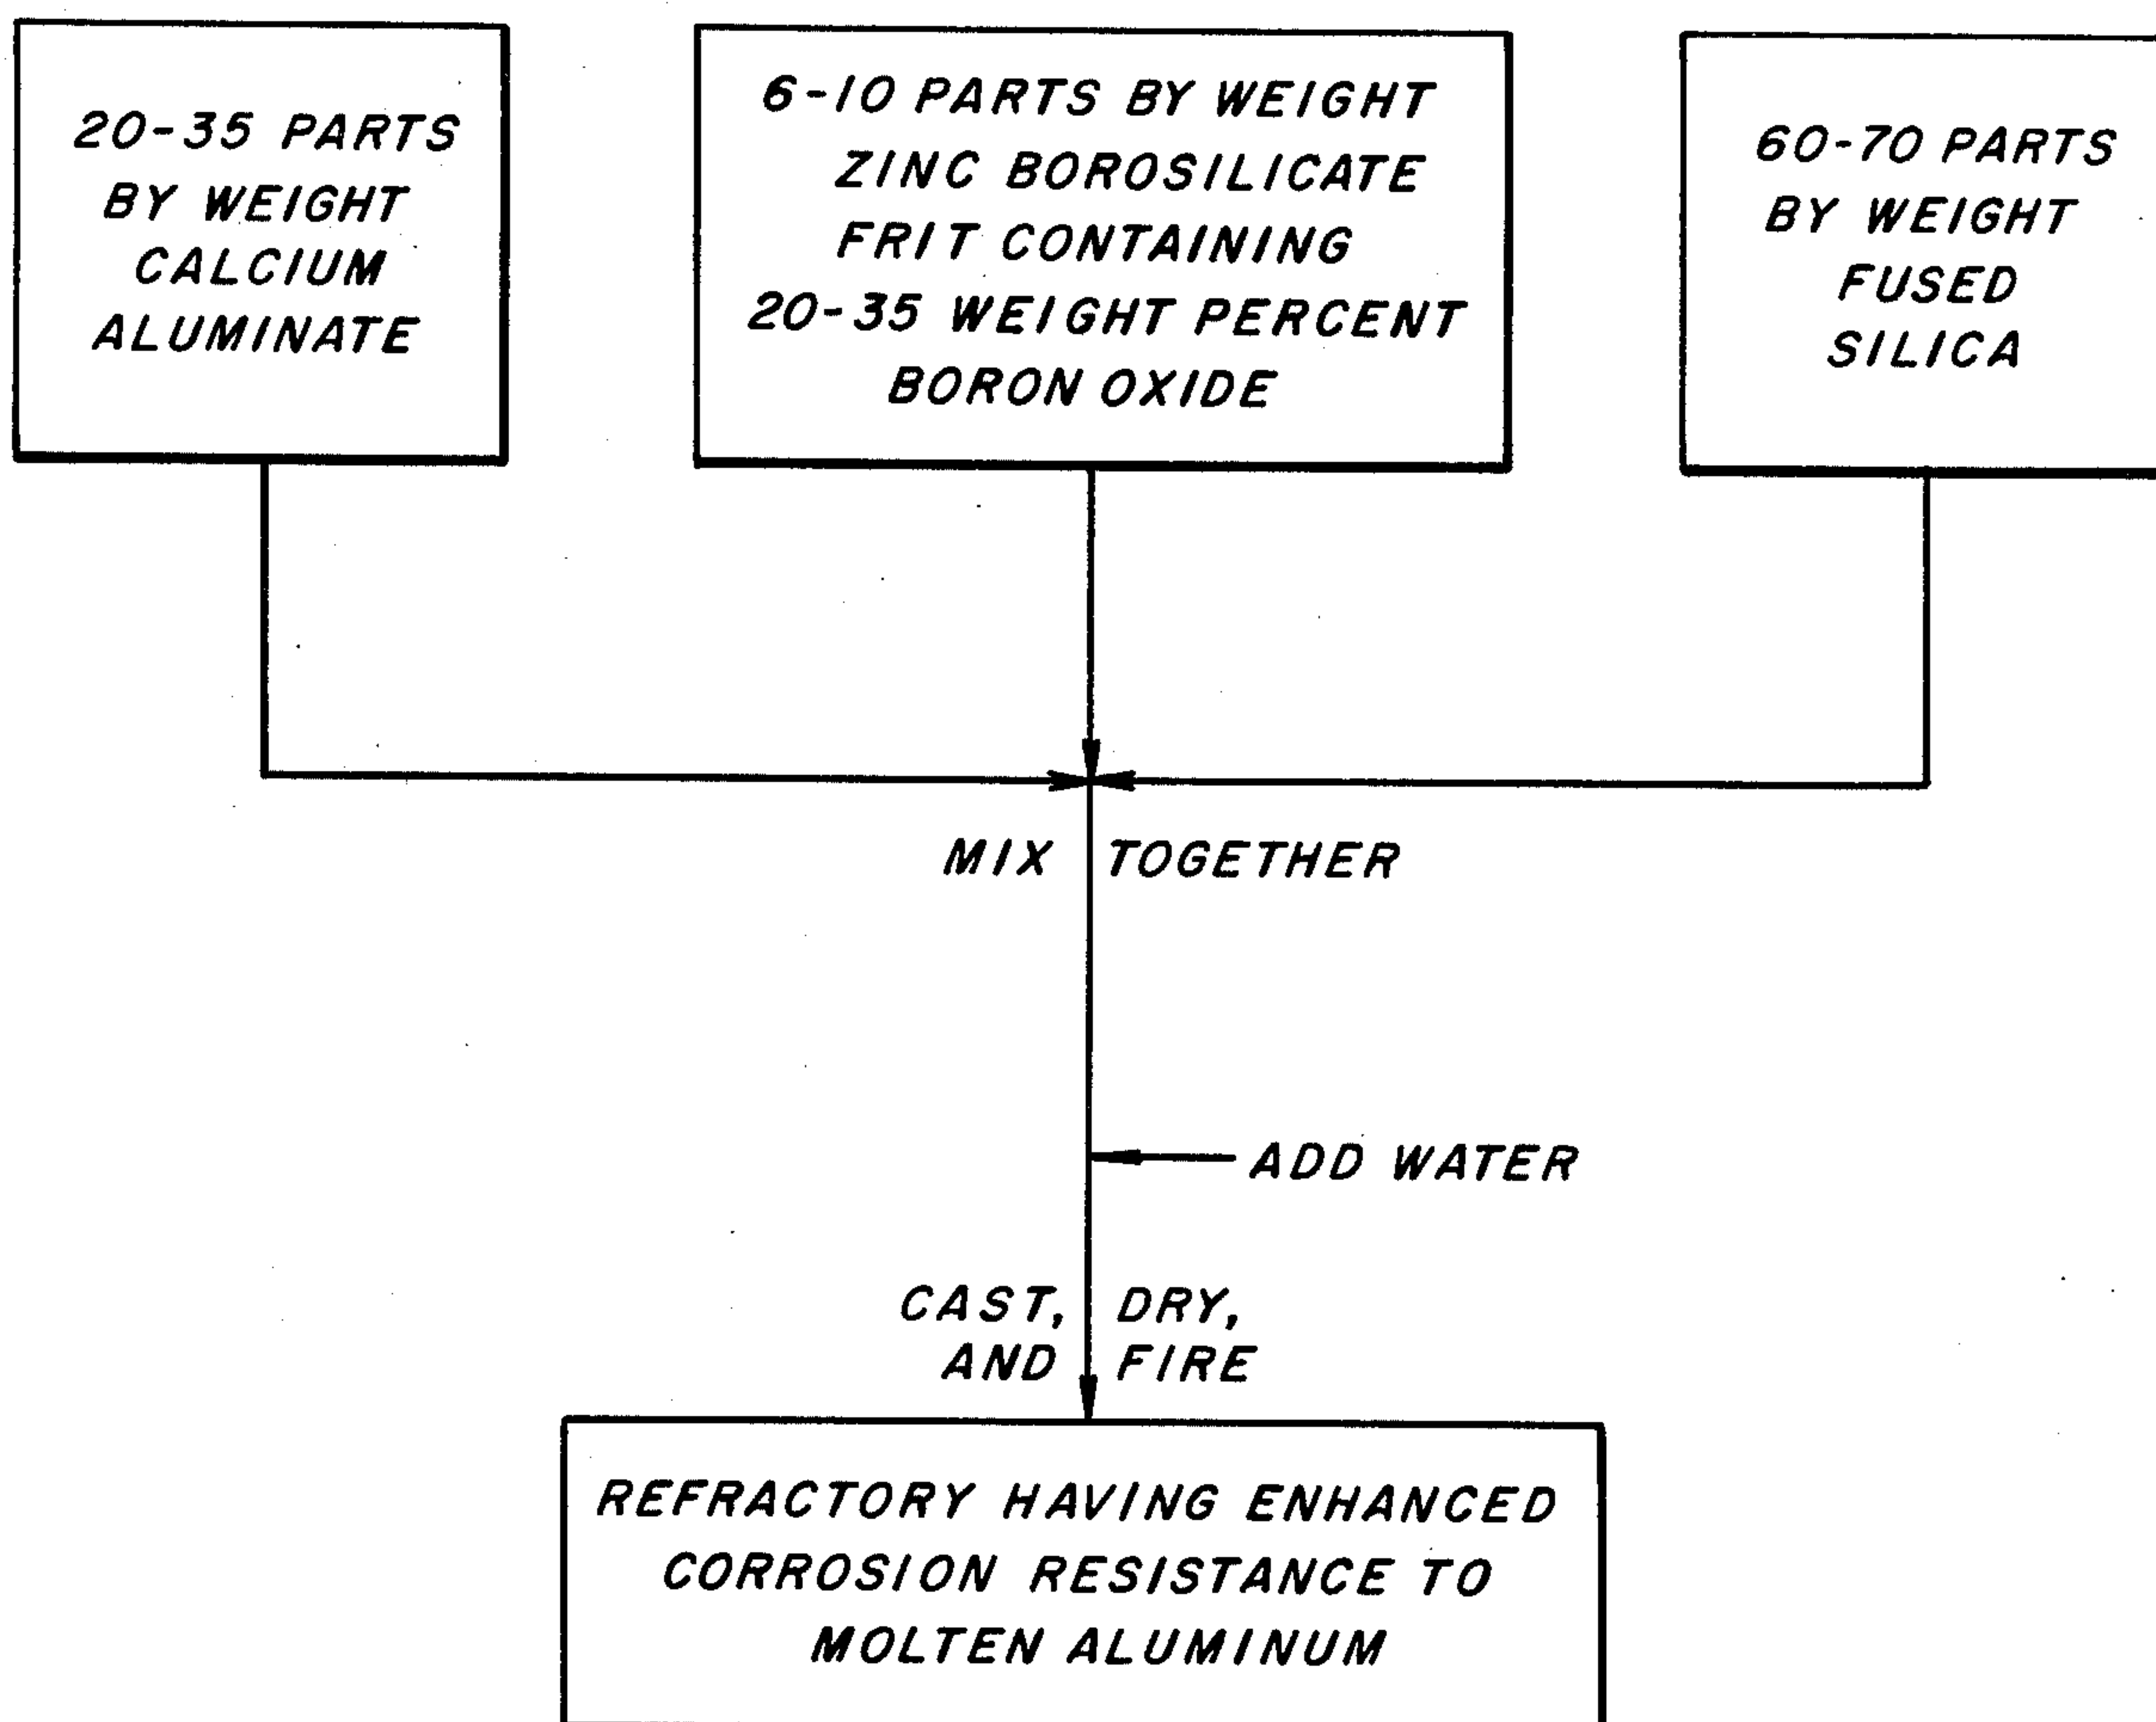 20-35 PARTS
BY WEIGHT
CALCIUM
ALUMINATE
6-10 PARTS BY WEIGHT
ZINC BOROSILICATE
FRIT CONTAINING
20-35 WEIGHT PERCENT
BORON OXIDE
60-70 PARTS
BY WEIGHT
FUSED
SILICA
MIX TOGETHER
ADD WATER
CAST, DRY,
AND FIRE
REFRACTORY HAVING ENHANCED
CORROSION RESISTANCE TO
MOLTEN ALUMINUM